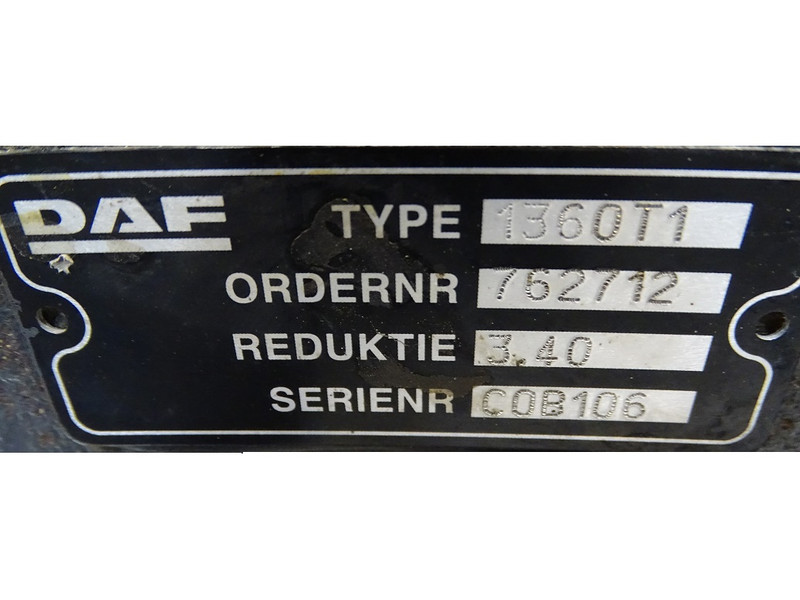 DAF TYPE 1360T1
ORDERNR 762712
REDUKTIE 3.40
SERIENR C0B106